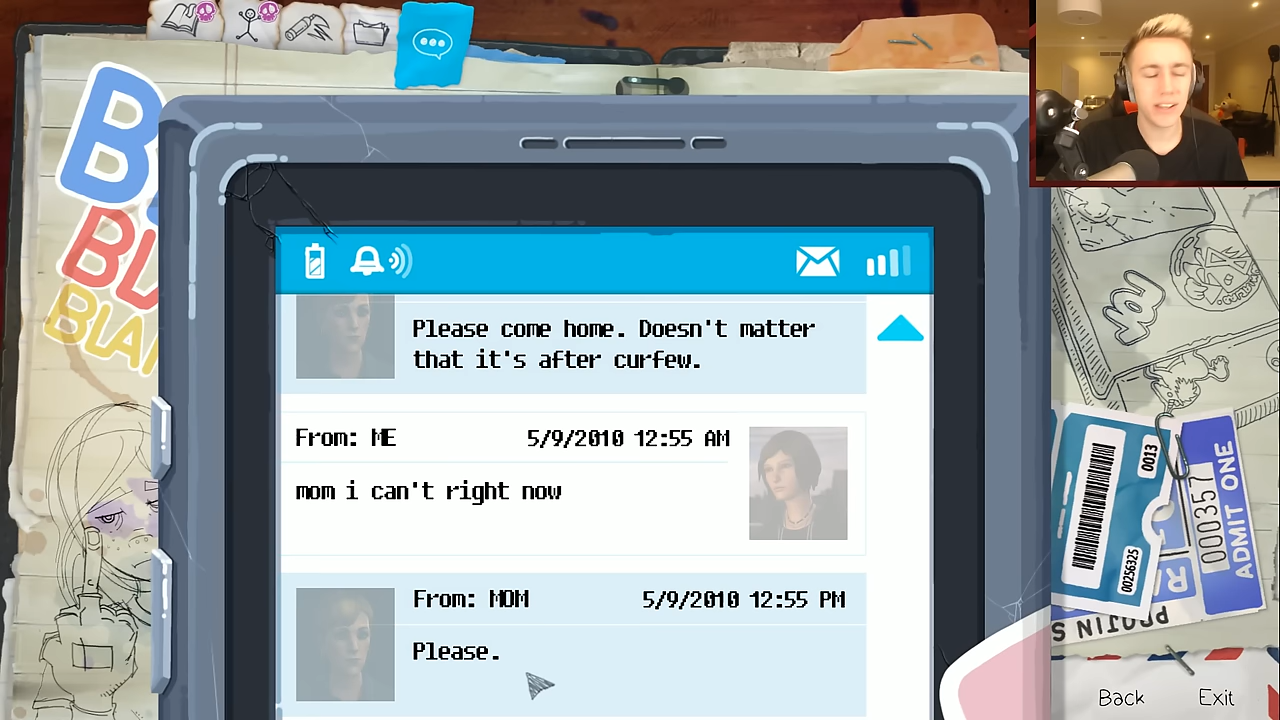 Please come home. Doesn't matter
that it's after curfew.
From: ME 5/9/2010 12:55 AM
mom i can't right now
From: MOM 5/9/2010 12:55 PM
Please.
0013
00256325
000357
ADMIT ONE
Back
Exit